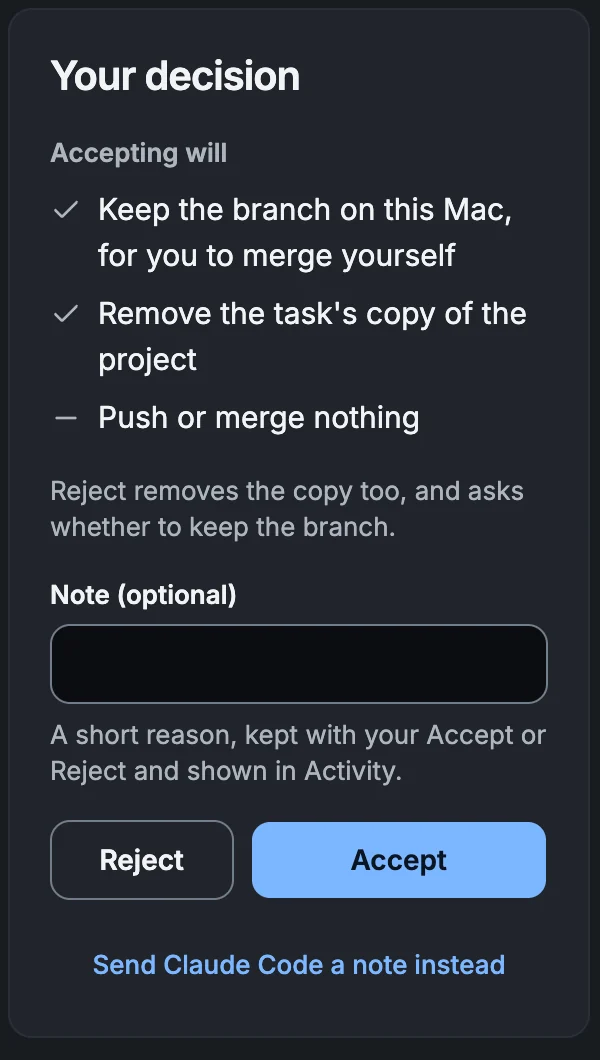 Your decision
Accepting will
Keep the branch on this Mac,
for you to merge yourself
Remove the task's copy of the
project
Push or merge nothing
Reject removes the copy too, and asks
whether to keep the branch.
Note (optional)
A short reason, kept with your Accept or
Reject and shown in Activity.
Reject
Accept
Send Claude Code a note instead